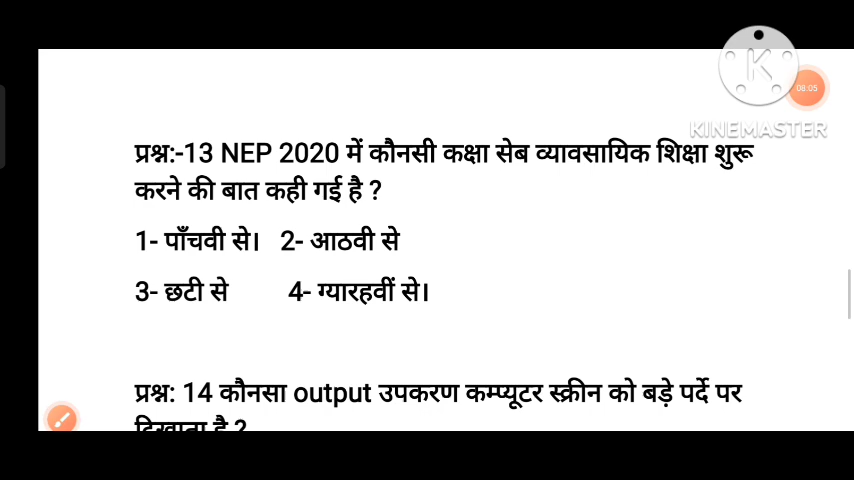 KINEMASTER
08:05
प्रश्न:-13 NEP 2020 में कौनसी कक्षा सेब व्यावसायिक शिक्षा शुरू
करने की बात कही गई है ?
1- पाँचवी से। 2- आठवी से
3- छटी से 4- ग्यारहवीं से।
प्रश्न: 14 कौनसा output उपकरण कम्प्यूटर स्क्रीन को बड़े पर्दे पर
दिखाता है ?